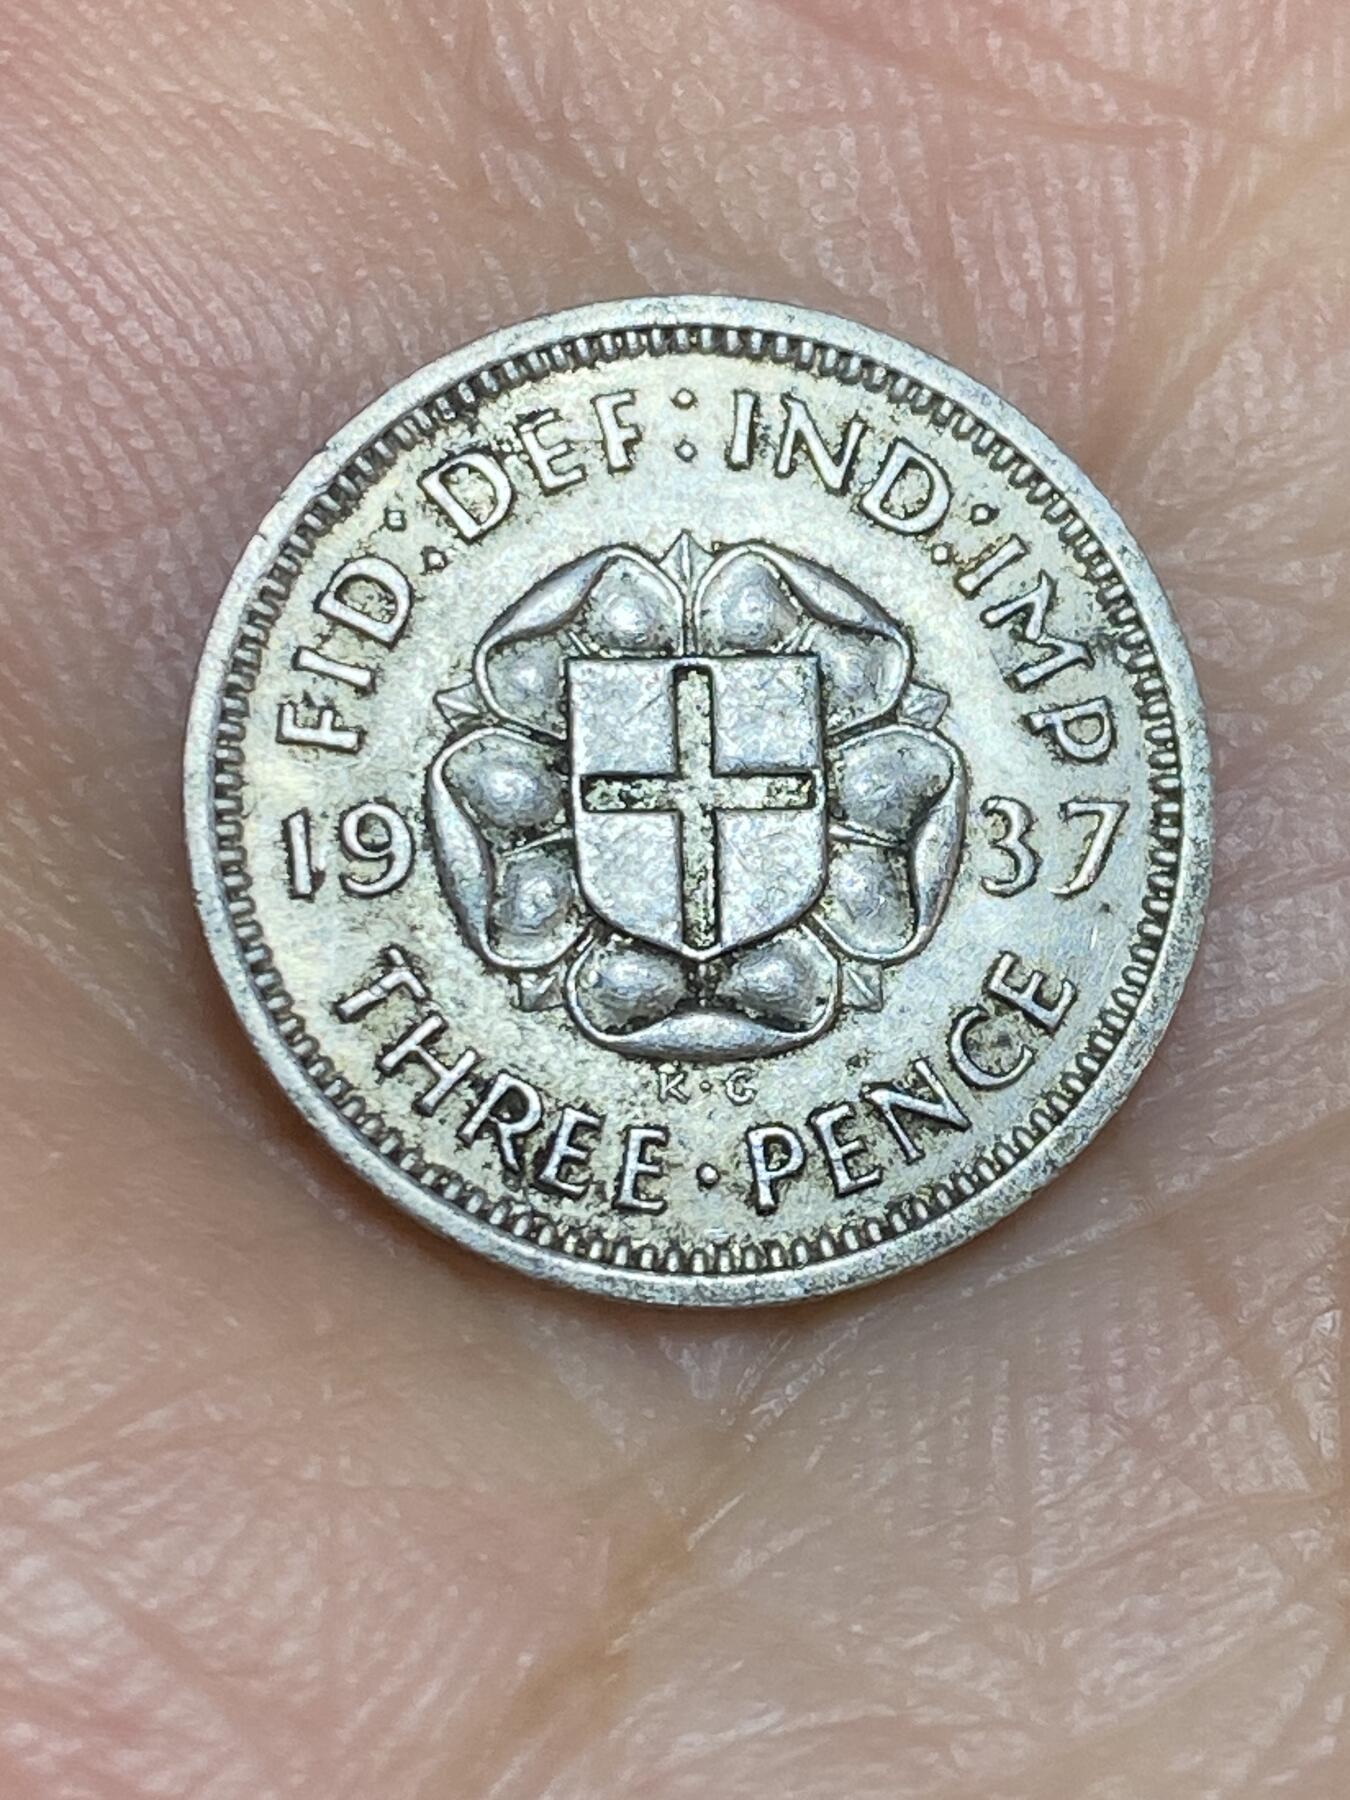 FID:DEF:IND:IMP
19 37
K·G
THREE·PENCE